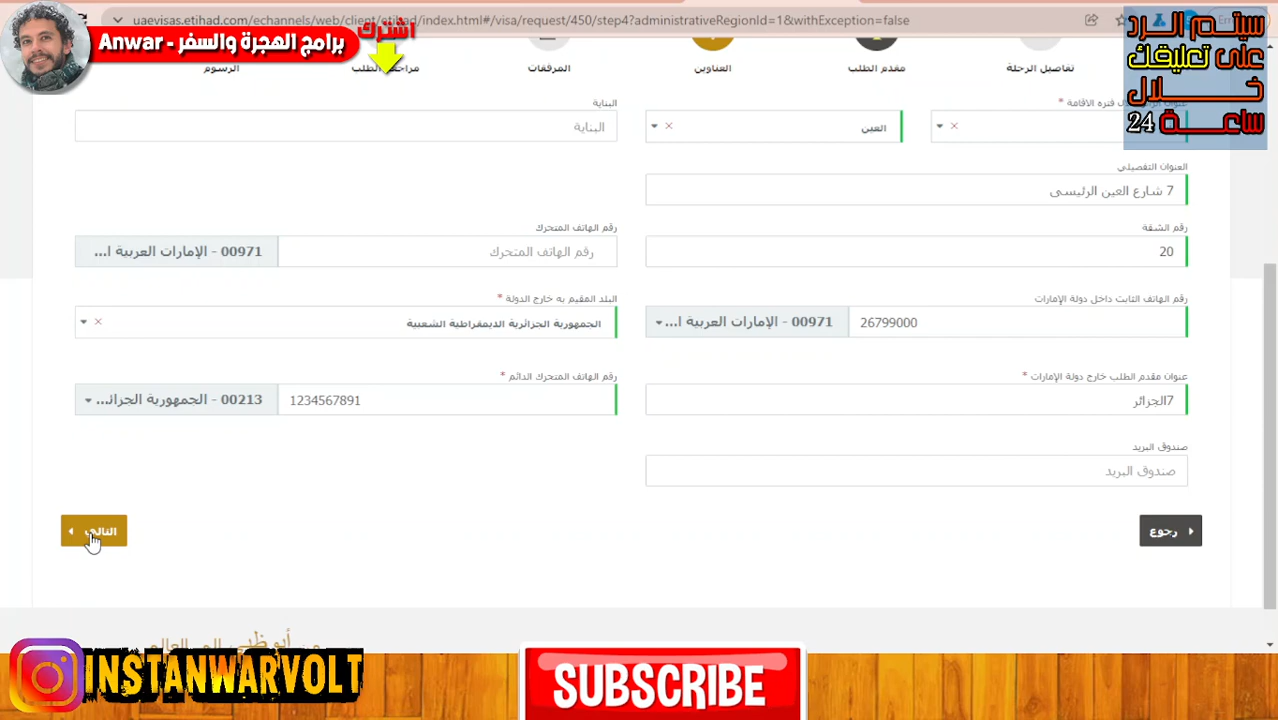 uaevisas.etihad.com/echannels/web/client/etihad/index.html#/visa/request/450/step4?administrativeRegionId=1&withException=false
برامج الهجرة والسفر - Anwar
اشترك
سيتم الرد
على تعليقك
خلال
24 ساعة
تفاصيل الرحلة
مقدم الطلب
العناوين
المرفقات
الرسوم
فتره الاقامة *
العين
البناية
البناية
العنوان التفصيلي
7 شارع العين الرئيسى
رقم الشقة
20
رقم الهاتف المتحرك
رقم الهاتف المتحرك
00971 - الإمارات العربية ا...
رقم الهاتف الثابت داخل دولة الإمارات
26799000
00971 - الإمارات العربية ا...
البلد المقيم به خارج الدولة *
الجمهورية الجزائرية الديمقراطية الشعبية
عنوان مقدم الطلب خارج دولة الإمارات *
7الجزائر
رقم الهاتف المتحرك الدائم *
1234567891
00213 - الجمهورية الجزائ...
صندوق البريد
صندوق البريد
رجوع
التالي
INSTANWARVOLT
SUBSCRIBE